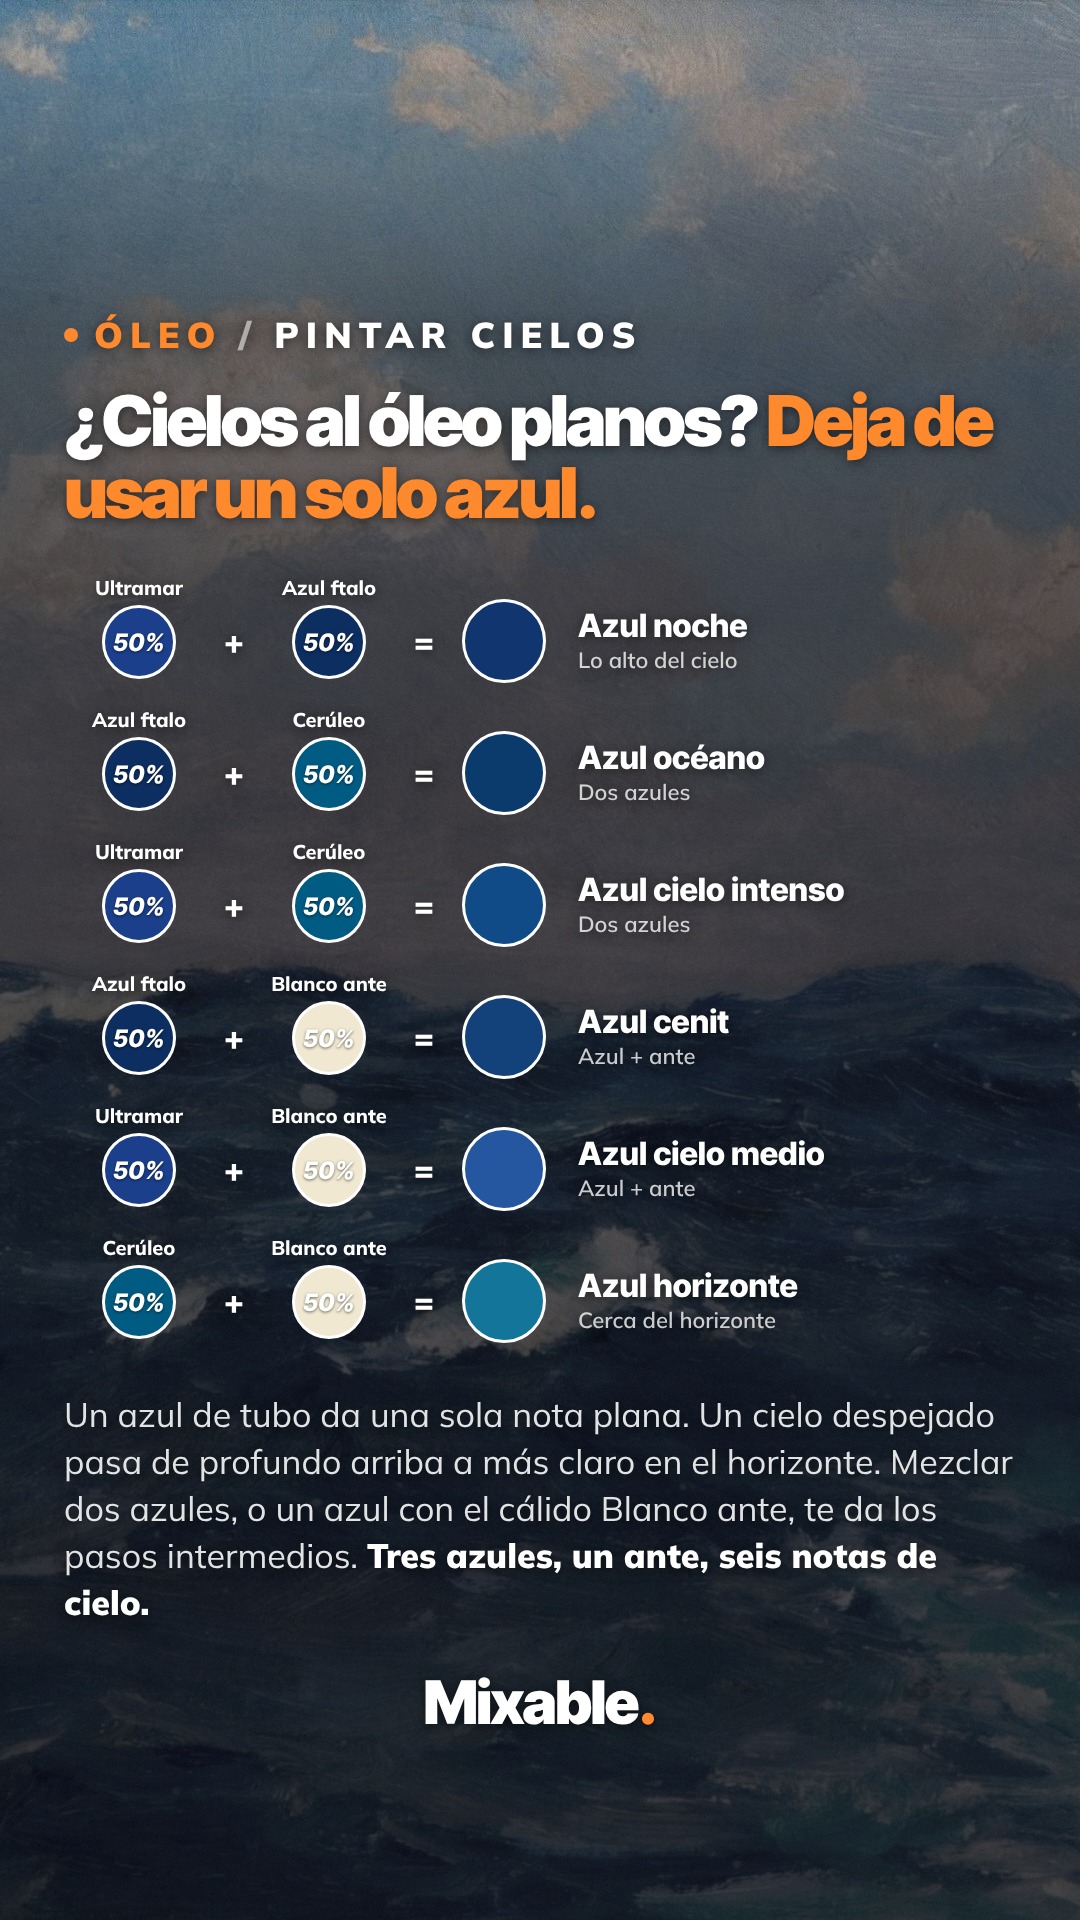 • ÓLEO / PINTAR CIELOS
¿Cielos al óleo planos? Deja de
usar un solo azul.
Ultramar Azul ftalo
50% + 50% = Azul noche
Lo alto del cielo
Azul ftalo Cerúleo
50% + 50% = Azul océano
Dos azules
Ultramar Cerúleo
50% + 50% = Azul cielo intenso
Dos azules
Azul ftalo Blanco ante
50% + 50% = Azul cenit
Azul + ante
Ultramar Blanco ante
50% + 50% = Azul cielo medio
Azul + ante
Cerúleo Blanco ante
50% + 50% = Azul horizonte
Cerca del horizonte
Un azul de tubo da una sola nota plana. Un cielo despejado
pasa de profundo arriba a más claro en el horizonte. Mezclar
dos azules, o un azul con el cálido Blanco ante, te da los
pasos intermedios. Tres azules, un ante, seis notas de
cielo.
Mixable.